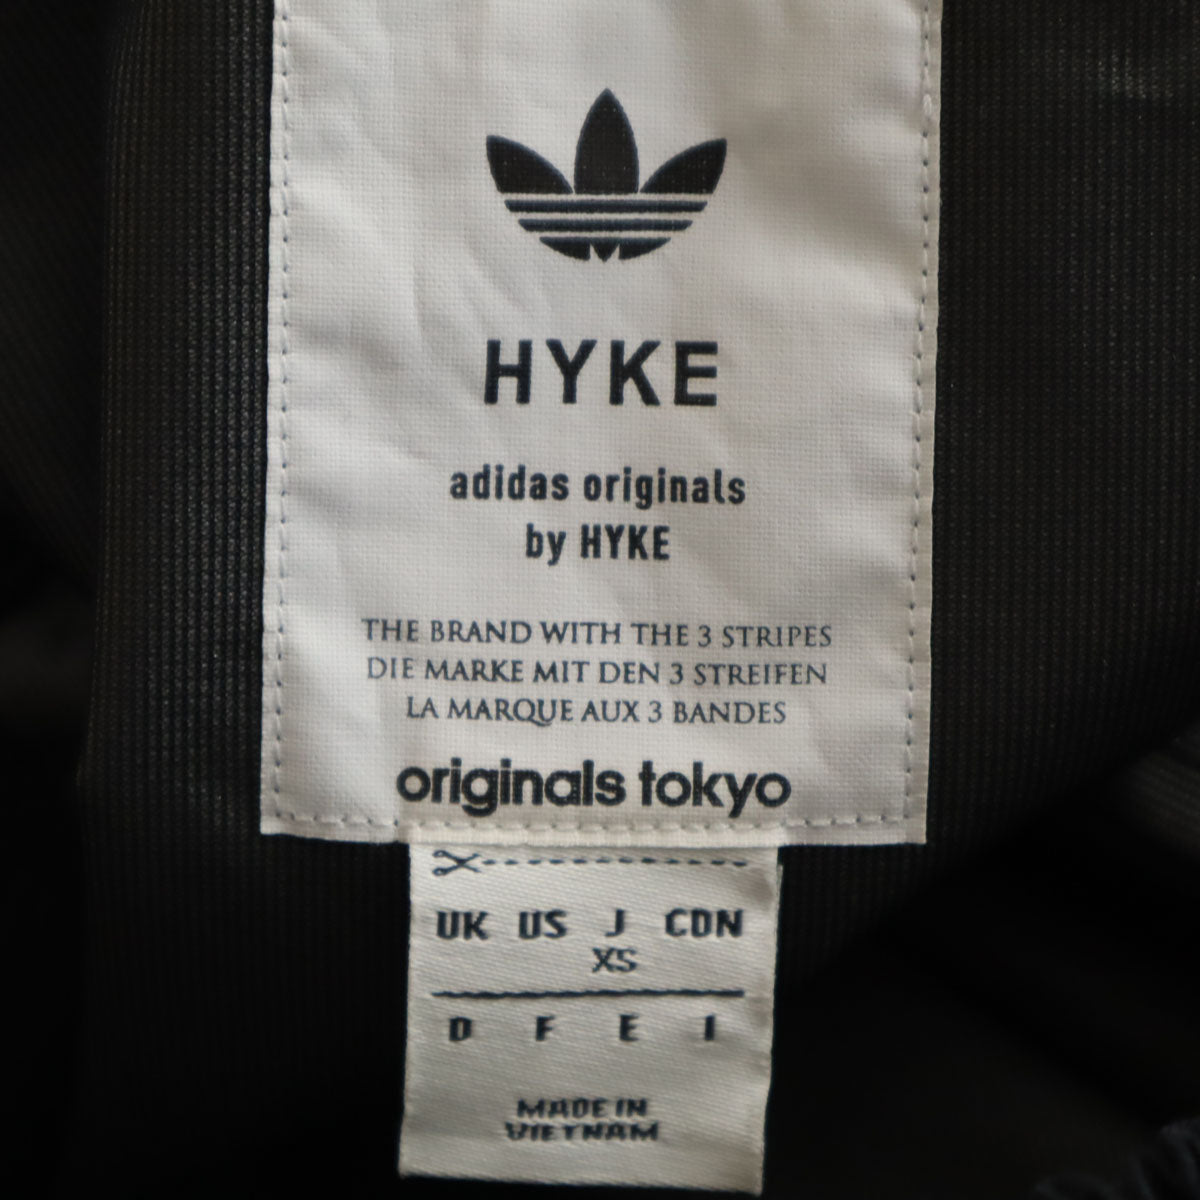 HYKE
adidas originals
by HYKE
THE BRAND WITH THE 3 STRIPES
DIE MARKE MIT DEN 3 STREIFEN
LA MARQUE AUX 3 BANDES
originals tokyo
UK US J CDN
XS
D F E I
MADE IN
VIETNAM